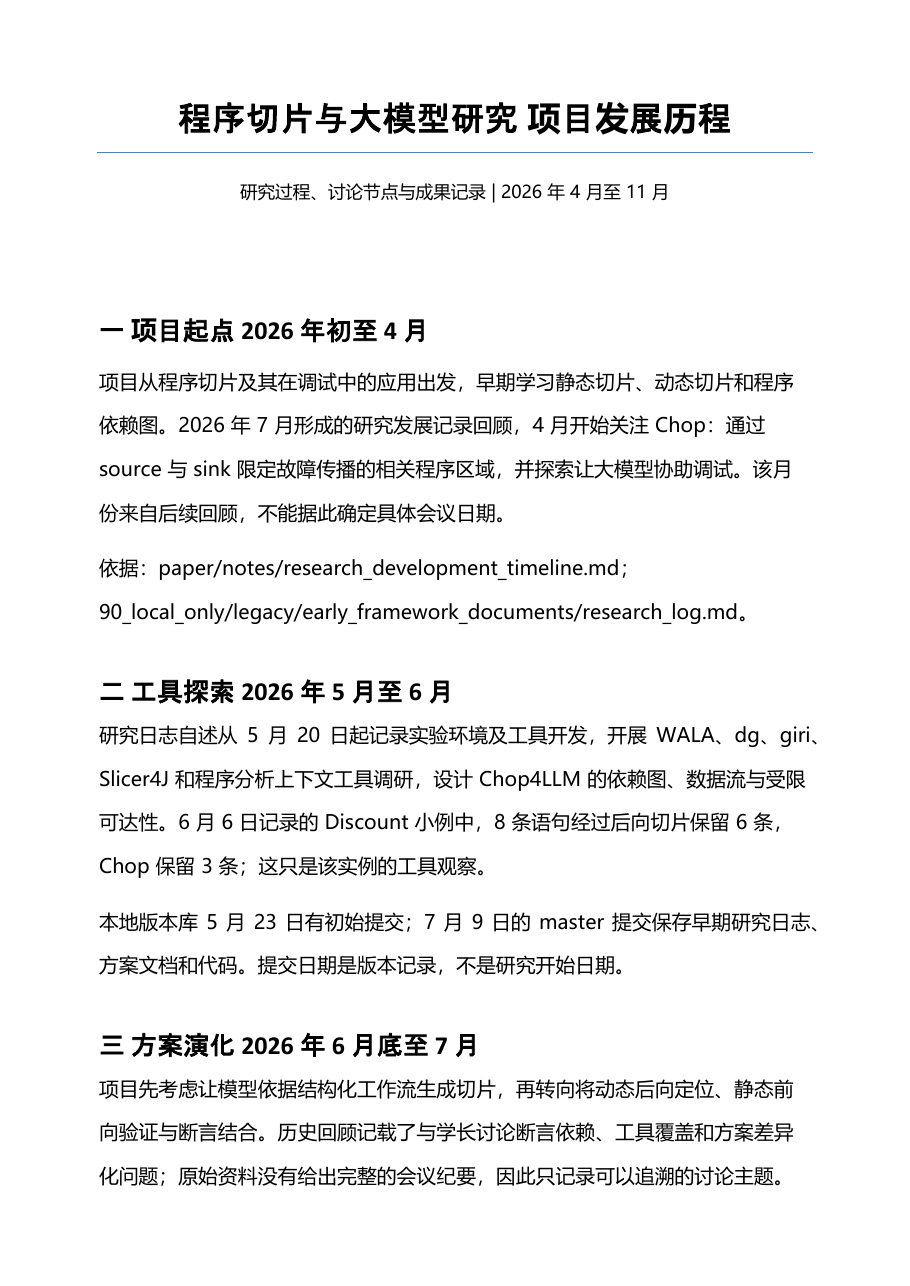 程序切片与大模型研究 项目发展历程
研究过程、讨论节点与成果记录 | 2026 年 4 月至 11 月
一 项目起点 2026 年初至 4 月
项目从程序切片及其在调试中的应用出发，早期学习静态切片、动态切片和程序
依赖图。2026 年 7 月形成的研究发展记录回顾，4 月开始关注 Chop：通过
source 与 sink 限定故障传播的相关程序区域，并探索让大模型协助调试。该月
份来自后续回顾，不能据此确定具体会议日期。
依据：paper/notes/research_development_timeline.md；
90_local_only/legacy/early_framework_documents/research_log.md。
二 工具探索 2026 年 5 月至 6 月
研究日志自述从 5 月 20 日起记录实验环境及工具开发，开展 WALA、dg、giri、
Slicer4J 和程序分析上下文工具调研，设计 Chop4LLM 的依赖图、数据流与受限
可达性。6 月 6 日记录的 Discount 小例中，8 条语句经过后向切片保留 6 条，
Chop 保留 3 条；这只是该实例的工具观察。
本地版本库 5 月 23 日有初始提交；7 月 9 日的 master 提交保存早期研究日志、
方案文档和代码。提交日期是版本记录，不是研究开始日期。
三 方案演化 2026 年 6 月底至 7 月
项目先考虑让模型依据结构化工作流生成切片，再转向将动态后向定位、静态前
向验证与断言结合。历史回顾记载了与学长讨论断言依赖、工具覆盖和方案差异
化问题；原始资料没有给出完整的会议纪要，因此只记录可以追溯的讨论主题。